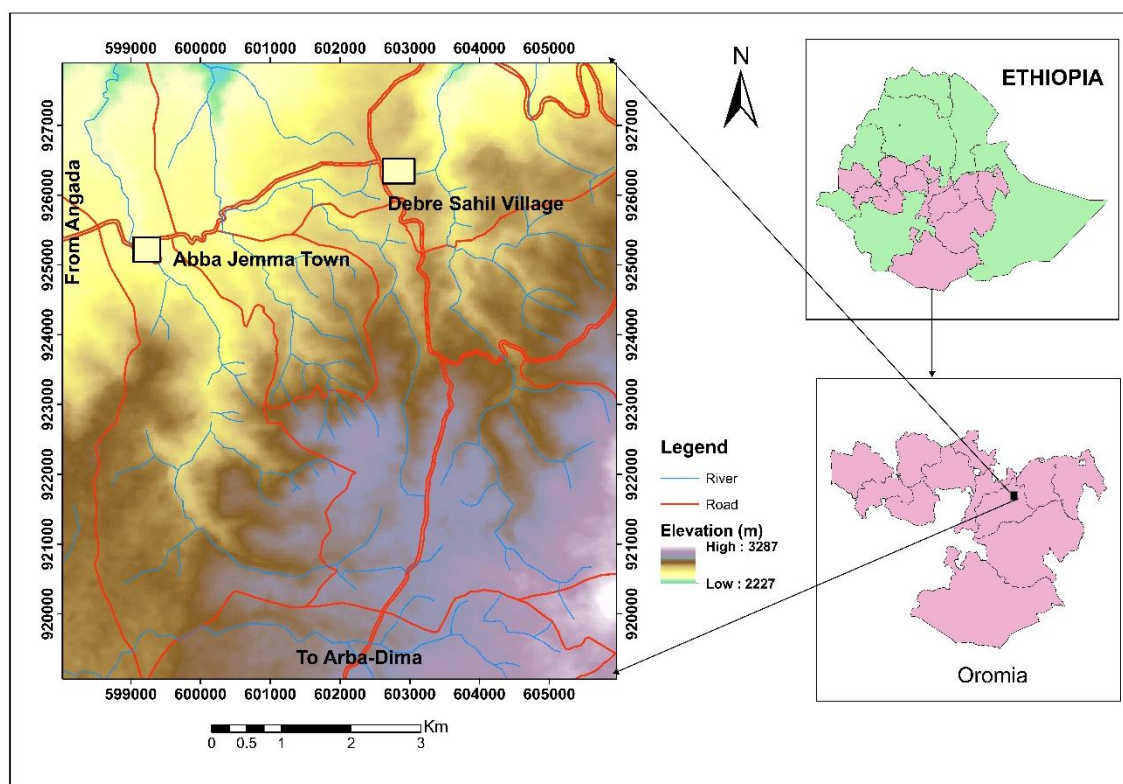 599000 600000 601000 602000 603000 604000 605000
N
ETHIOPIA
927000
927000
926000
926000
From Angada
Debre Sahil Village
Abba Jemma Town
925000
925000
924000
924000
923000
923000
922000
922000
921000
921000
920000
920000
To Arba-Dima
599000 600000 601000 602000 603000 604000 605000
Km
0 0.5 1 2 3
Legend
River
Road
Elevation (m)
High : 3287
Low : 2227
Oromia